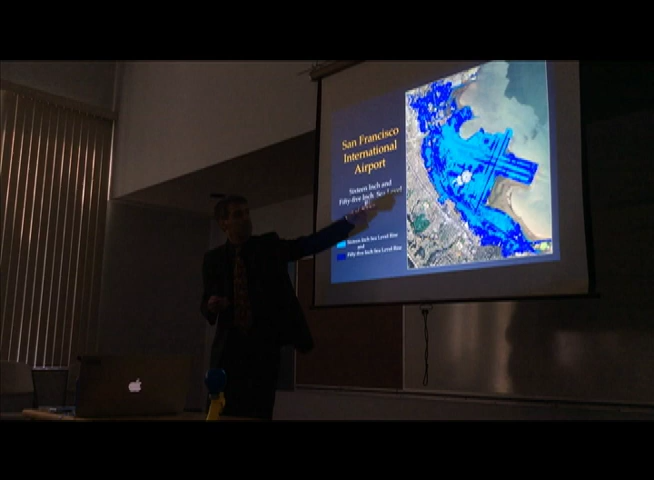 San Francisco
International
Airport
Sixteen Inch and
Fifty-five Inch Sea Level
Sixteen Inch Sea Level Rise
and
Fifty-five Inch Sea Level Rise